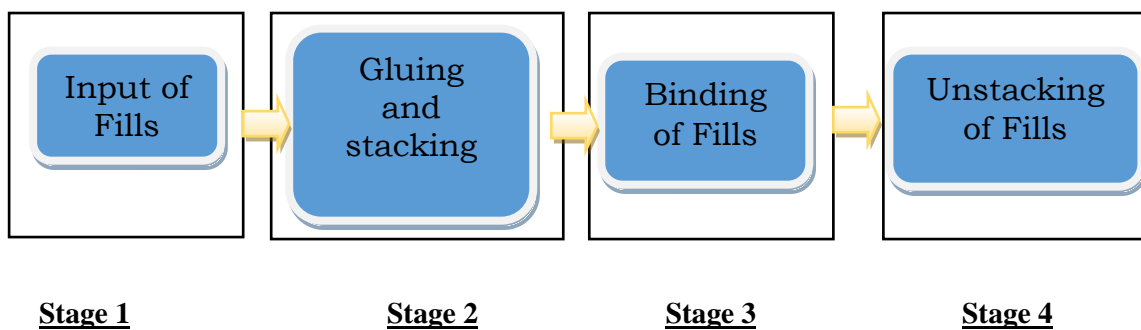 Input of
Fills
Gluing
and
stacking
Binding
of Fills
Unstacking
of Fills
Stage 1
Stage 2
Stage 3
Stage 4